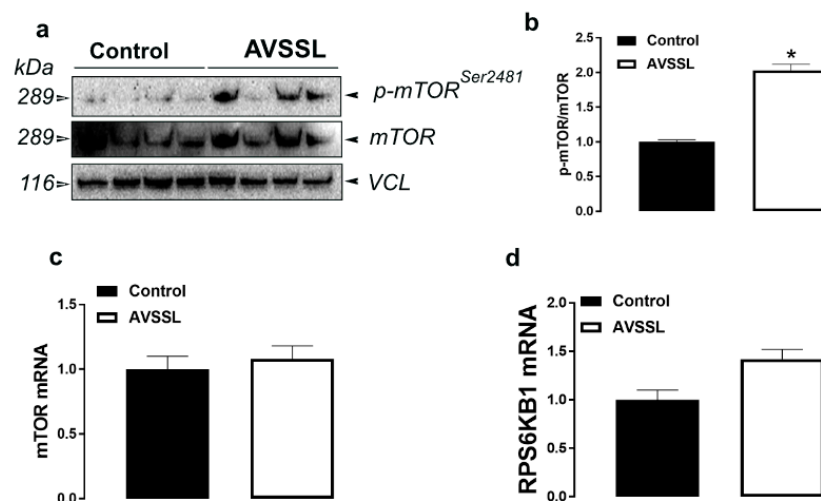 a
Control AVSSL
kDa
289 p-mTOR^Ser2481
289 mTOR
116 VCL
b
Control
AVSSL
p-mTOR/mTOR
2.5
2.0
1.5
1.0
0.5
0.0
*
c
Control
AVSSL
mTOR mRNA
1.5
1.0
0.5
0.0
d
Control
AVSSL
RPS6KB1 mRNA
2.0
1.5
1.0
0.5
0.0